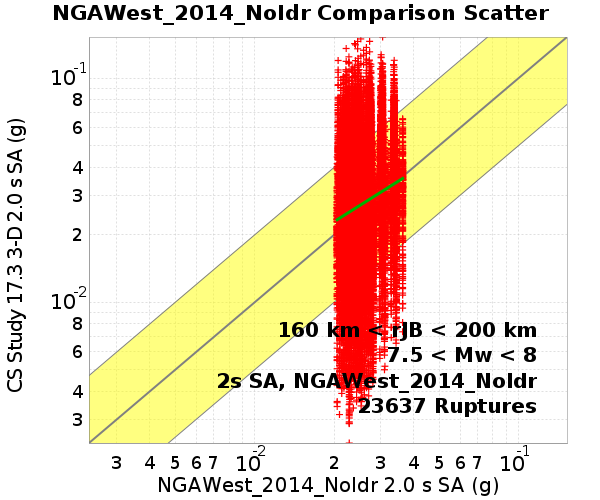 NGAWest_2014_NoIdr Comparison Scatter
CS Study 17.3 3-D 2.0 s SA (g)
10-1
8
6
4
3
2
10-2
8
6
4
3
160 km < rJB < 200 km
7.5 < Mw < 8
2s SA, NGAWest_2014_NoIdr
23637 Ruptures
3 4 5 6 7 10-2 2 3 4 5 6 7 10-1
NGAWest_2014_NoIdr 2.0 s SA (g)